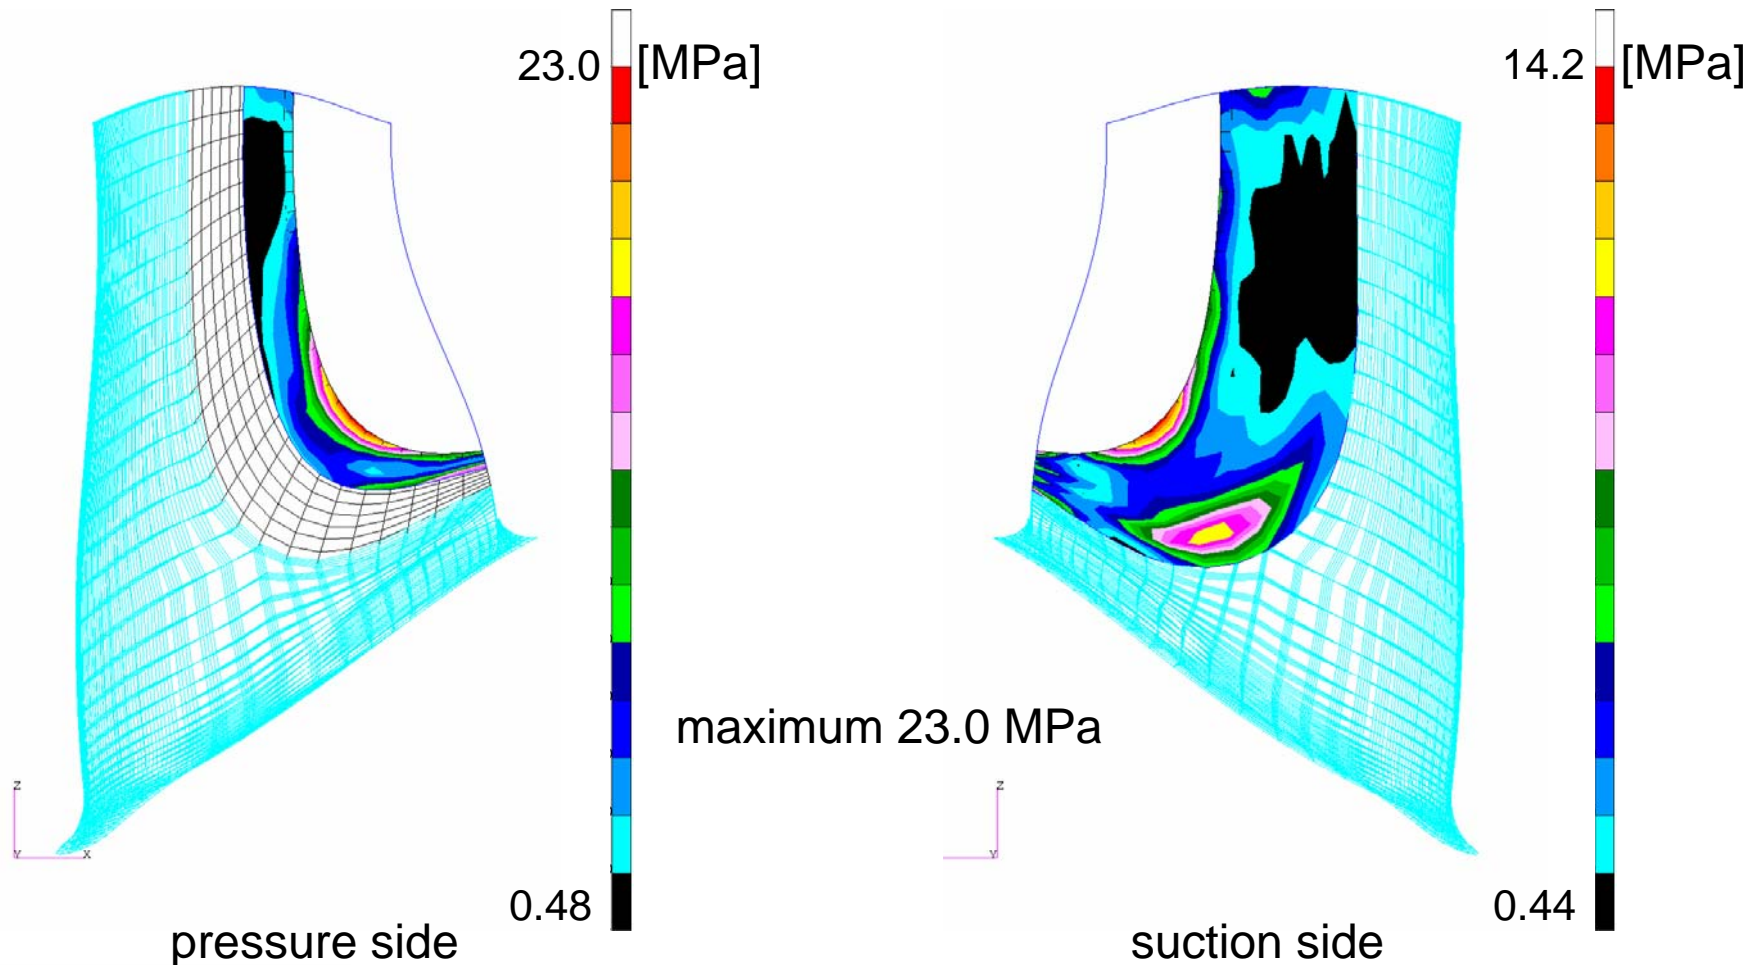 23.0 [MPa]
14.2 [MPa]
maximum 23.0 MPa
z
Y x
z
Y
0.48
0.44
pressure side
suction side